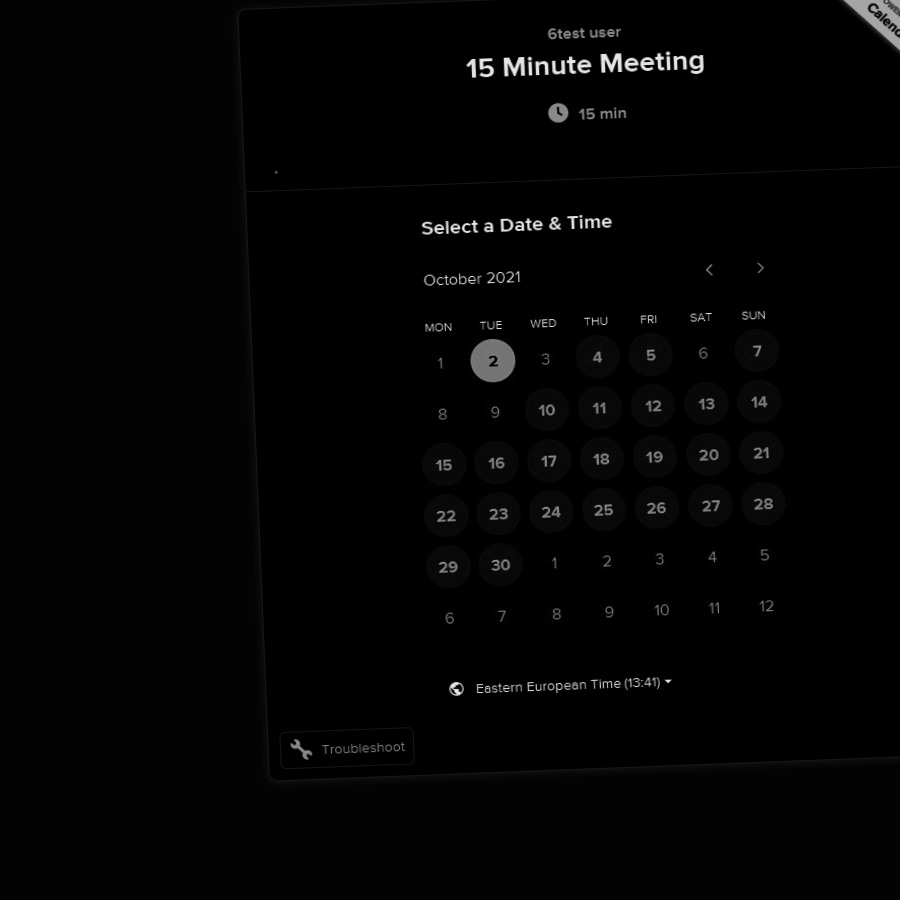 6test user
15 Minute Meeting
15 min
Select a Date & Time
October 2021
MON TUE WED THU FRI SAT SUN
1 2 3 4 5 6 7
8 9 10 11 12 13 14
15 16 17 18 19 20 21
22 23 24 25 26 27 28
29 30 1 2 3 4 5
6 7 8 9 10 11 12
Eastern European Time (13:41)
Troubleshoot